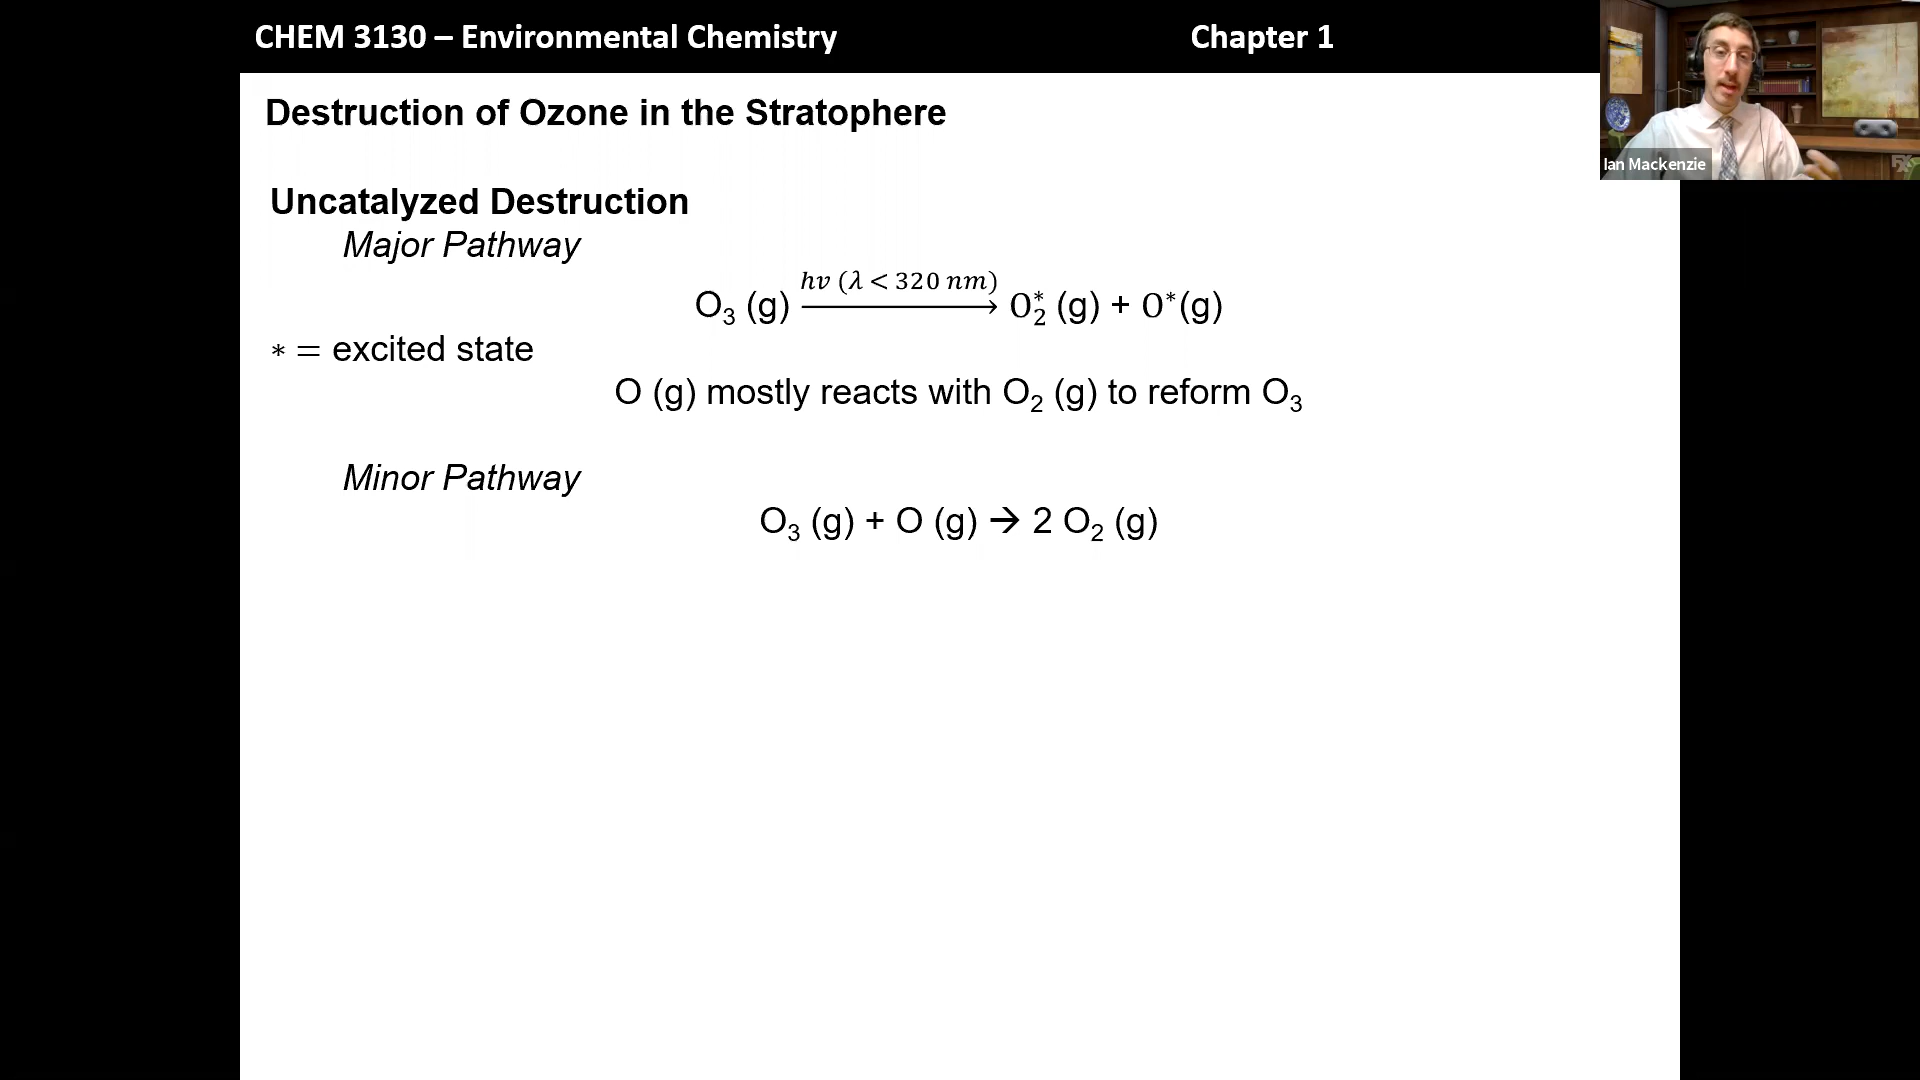 CHEM 3130 – Environmental Chemistry Chapter 1
Ian Mackenzie
Destruction of Ozone in the Stratophere
Uncatalyzed Destruction
Major Pathway
O₃ (g) hv (λ < 320 nm) → O₂* (g) + O*(g)
* = excited state
O (g) mostly reacts with O₂ (g) to reform O₃
Minor Pathway
O₃ (g) + O (g) → 2 O₂ (g)